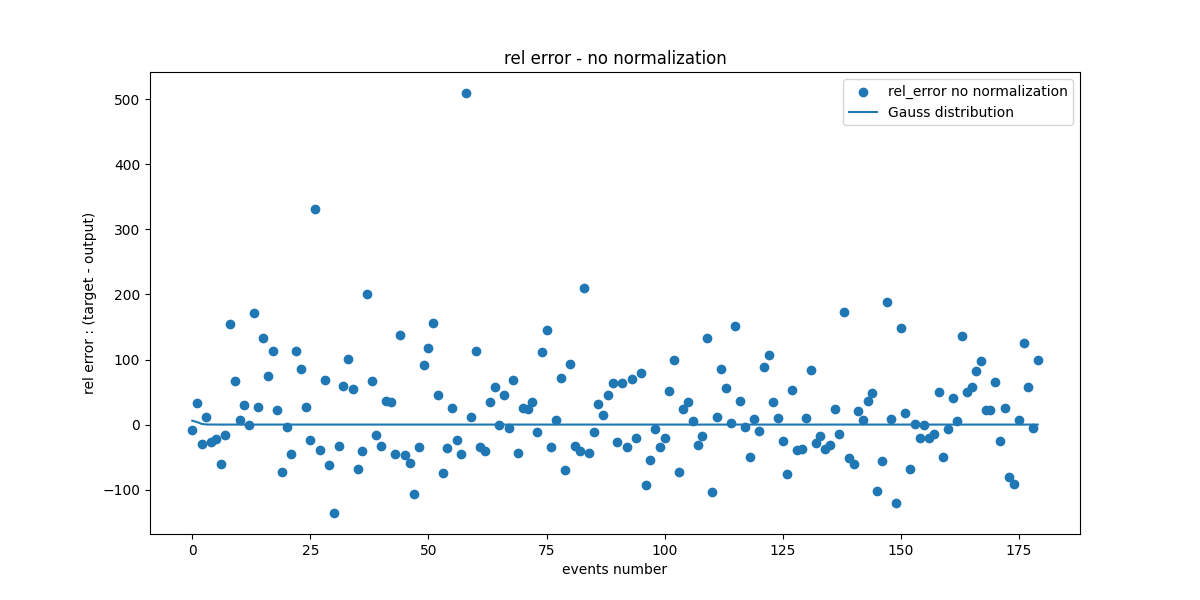 rel error - no normalization
rel_error no normalization
Gauss distribution
rel error : (target - output)
500
400
300
200
100
0
−100
0 25 50 75 100 125 150 175
events number